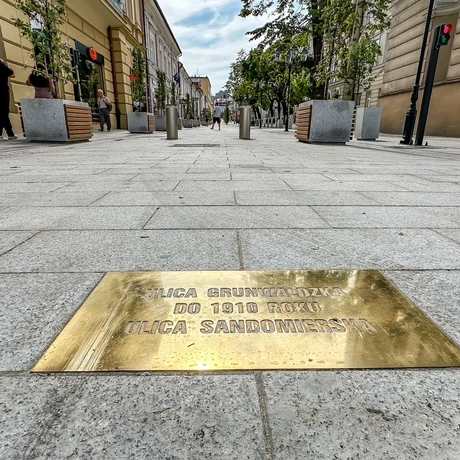 ULICA GRUNWALDZKA
DO 1910 ROKU
ULICA SANDOMIERSKA